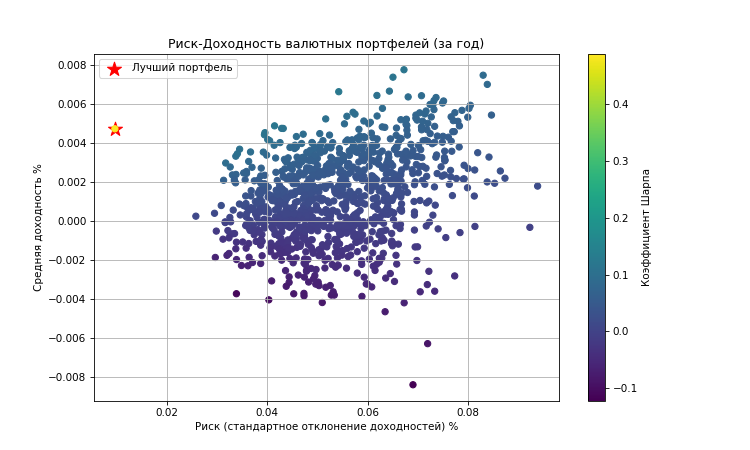 Риск-Доходность валютных портфелей (за год)
Лучший портфель
Средняя доходность %
0.008
0.006
0.004
0.002
0.000
−0.002
−0.004
−0.006
−0.008
0.02 0.04 0.06 0.08
Риск (стандартное отклонение доходностей) %
0.4
0.3
0.2
0.1
0.0
−0.1
Коэффициент Шарпа